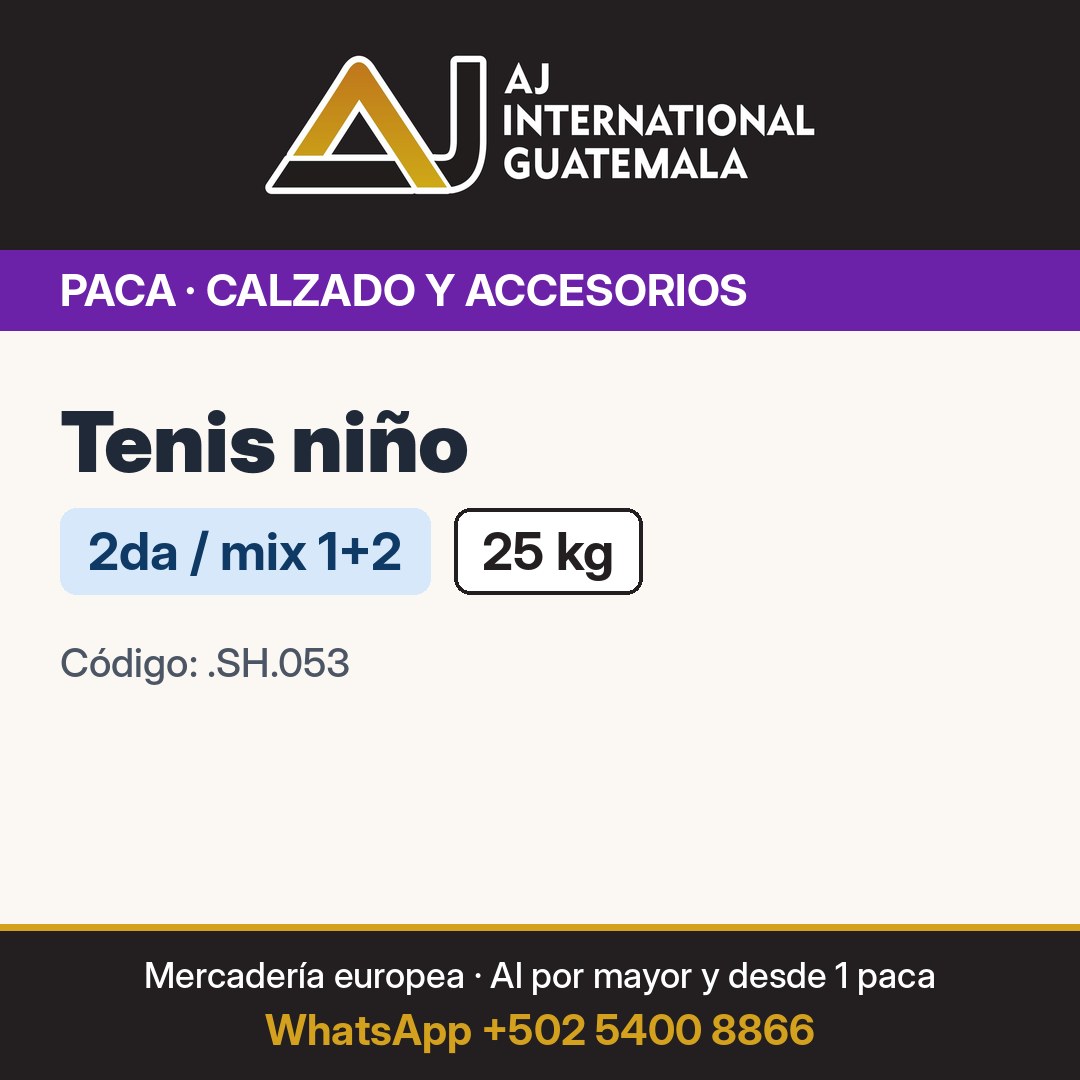 AJ
AJ
INTERNATIONAL
GUATEMALA
PACA · CALZADO Y ACCESORIOS
Tenis niño
2da / mix 1+2
25 kg
Código: .SH.053
Mercadería europea · Al por mayor y desde 1 paca
WhatsApp +502 5400 8866